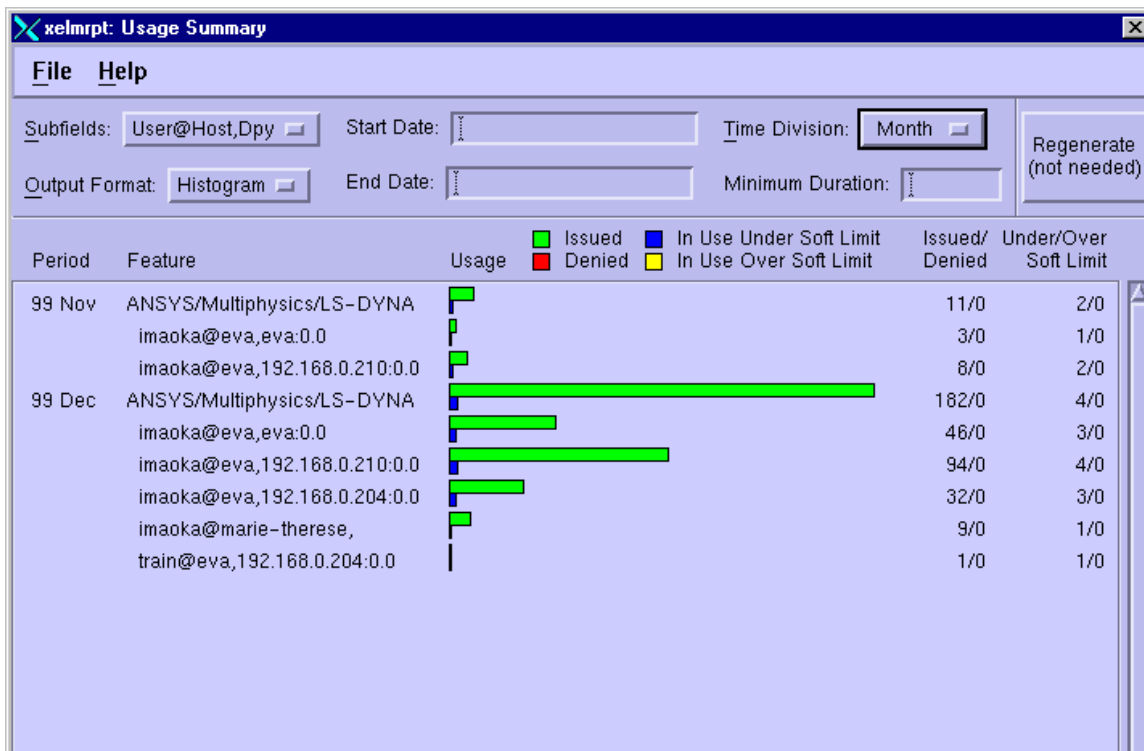 xelmrpt: Usage Summary
File Help
Subfields: User@Host,Dpy Start Date: Time Division: Month
Regenerate
(not needed)
Output Format: Histogram End Date: Minimum Duration:
Issued In Use Under Soft Limit Issued/ Under/Over
Period Feature Usage Denied In Use Over Soft Limit Denied Soft Limit
99 Nov ANSYS/Multiphysics/LS-DYNA 11/0 2/0
imaoka@eva,eva:0.0 3/0 1/0
imaoka@eva,192.168.0.210:0.0 8/0 2/0
99 Dec ANSYS/Multiphysics/LS-DYNA 182/0 4/0
imaoka@eva,eva:0.0 46/0 3/0
imaoka@eva,192.168.0.210:0.0 94/0 4/0
imaoka@eva,192.168.0.204:0.0 32/0 3/0
imaoka@marie-therese, 9/0 1/0
train@eva,192.168.0.204:0.0 1/0 1/0